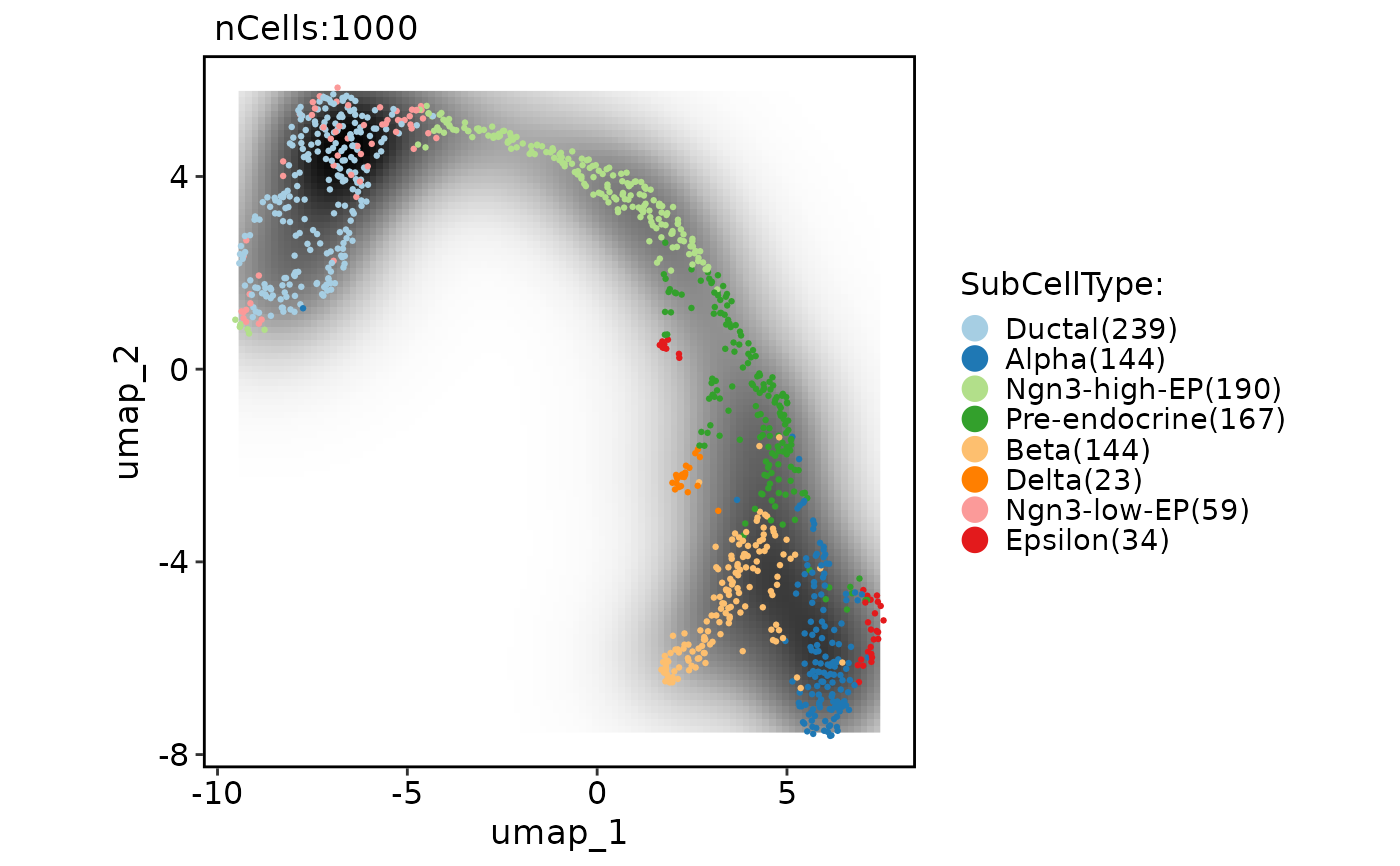 nCells:1000
umap_2
4
0
-4
-8
-10
-5
0
5
umap_1
SubCellType:
Ductal(239)
Alpha(144)
Ngn3-high-EP(190)
Pre-endocrine(167)
Beta(144)
Delta(23)
Ngn3-low-EP(59)
Epsilon(34)